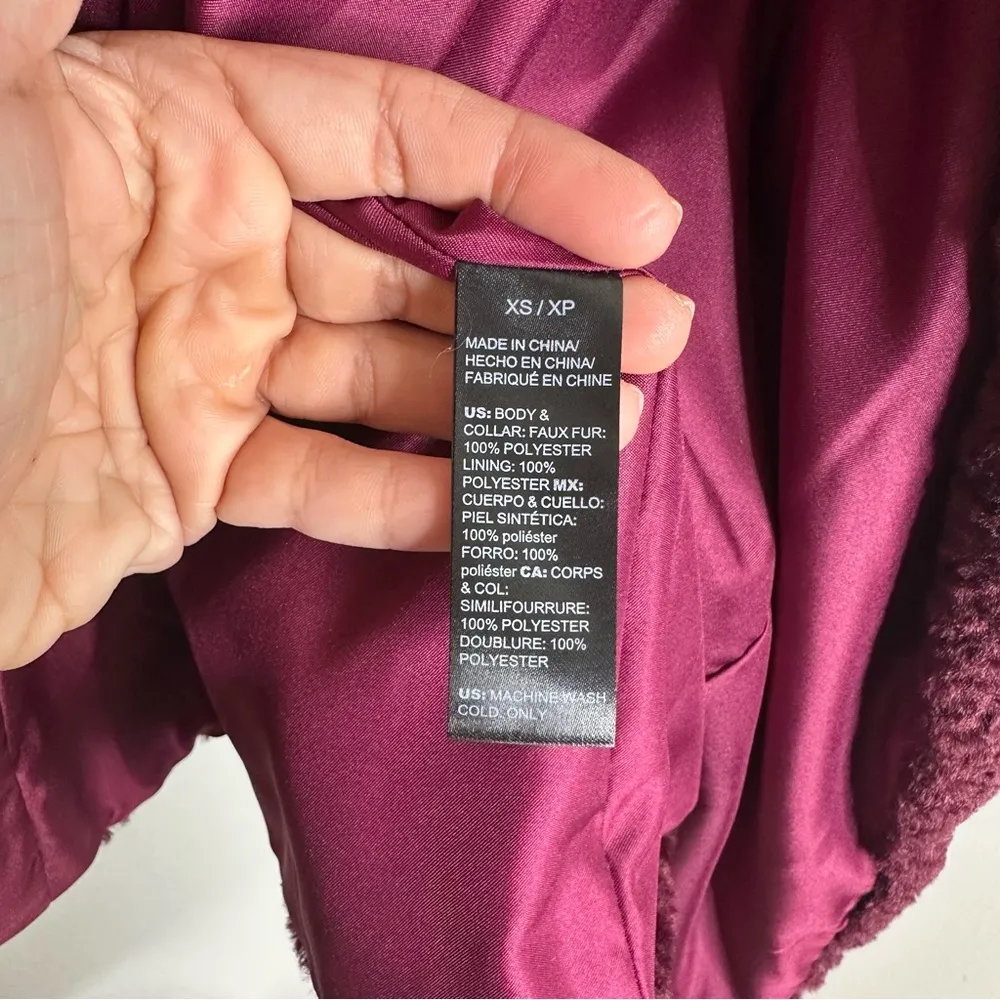 XS / XP
MADE IN CHINA/
HECHO EN CHINA/
FABRIQUÉ EN CHINE
US: BODY &
COLLAR: FAUX FUR:
100% POLYESTER
LINING: 100%
POLYESTER MX:
CUERPO & CUELLO:
PIEL SINTÉTICA:
100% poliéster
FORRO: 100%
poliéster CA: CORPS
& COL:
SIMILIFOURRURE:
100% POLYESTER
DOUBLURE: 100%
POLYESTER
US: MACHINE WASH
COLD. ONLY